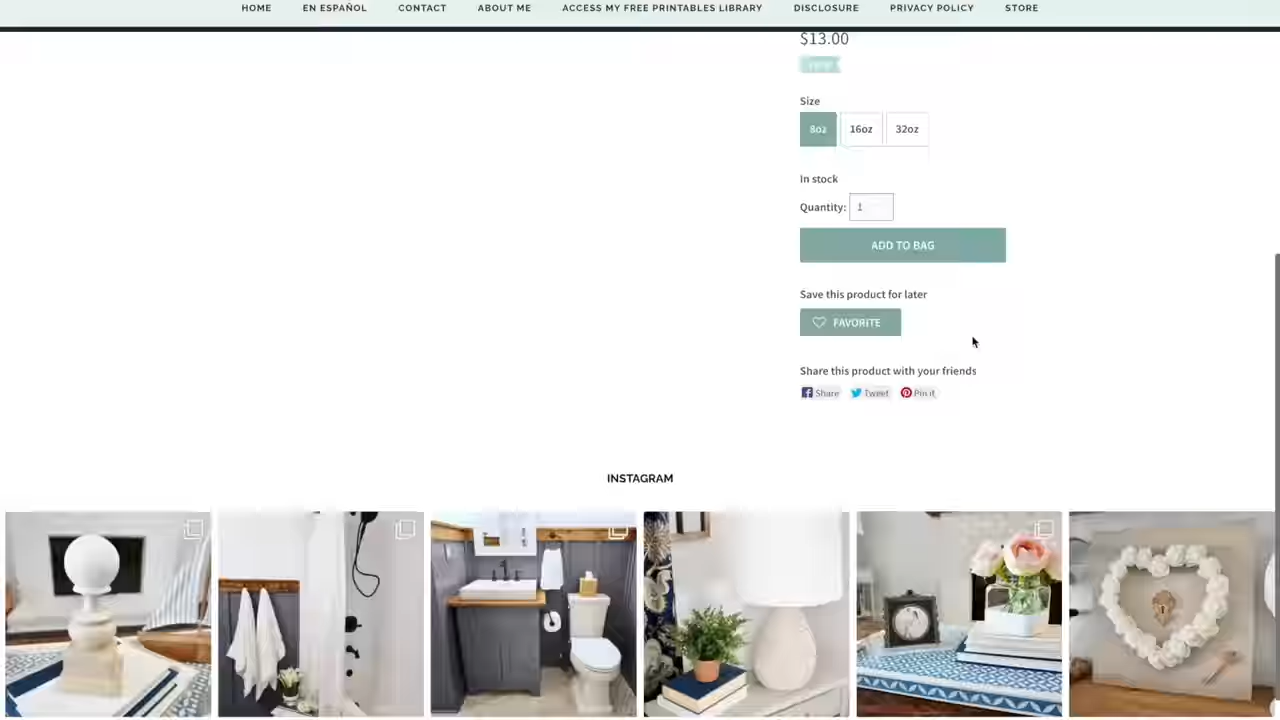 HOME EN ESPAÑOL CONTACT ABOUT ME ACCESS MY FREE PRINTABLES LIBRARY DISCLOSURE PRIVACY POLICY STORE
$13.00
Size
8oz 16oz 32oz
In stock
Quantity: 1
ADD TO BAG
Save this product for later
FAVORITE
Share this product with your friends
Share Tweet Pin it
INSTAGRAM